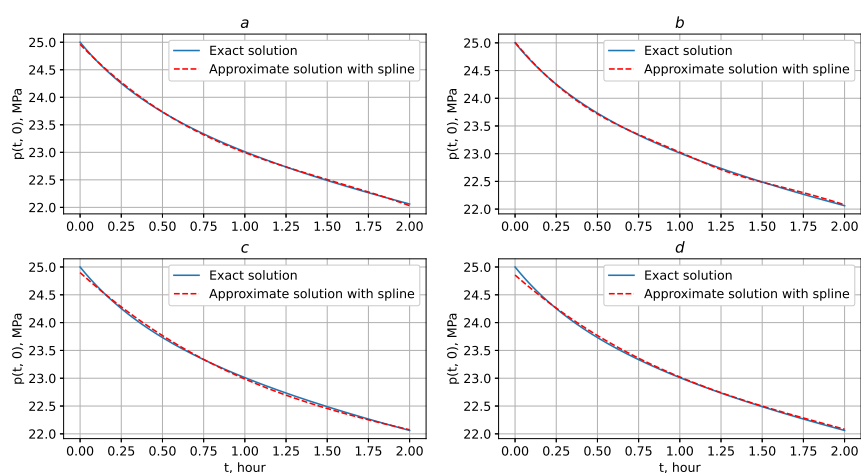 a
25.0
24.5
24.0
23.5
23.0
22.5
22.0
p(t, 0), MPa
Exact solution
Approximate solution with spline
0.00 0.25 0.50 0.75 1.00 1.25 1.50 1.75 2.00
b
25.0
24.5
24.0
23.5
23.0
22.5
22.0
p(t, 0), MPa
Exact solution
Approximate solution with spline
0.00 0.25 0.50 0.75 1.00 1.25 1.50 1.75 2.00
c
25.0
24.5
24.0
23.5
23.0
22.5
22.0
p(t, 0), MPa
Exact solution
Approximate solution with spline
0.00 0.25 0.50 0.75 1.00 1.25 1.50 1.75 2.00
t, hour
d
25.0
24.5
24.0
23.5
23.0
22.5
22.0
p(t, 0), MPa
Exact solution
Approximate solution with spline
0.00 0.25 0.50 0.75 1.00 1.25 1.50 1.75 2.00
t, hour